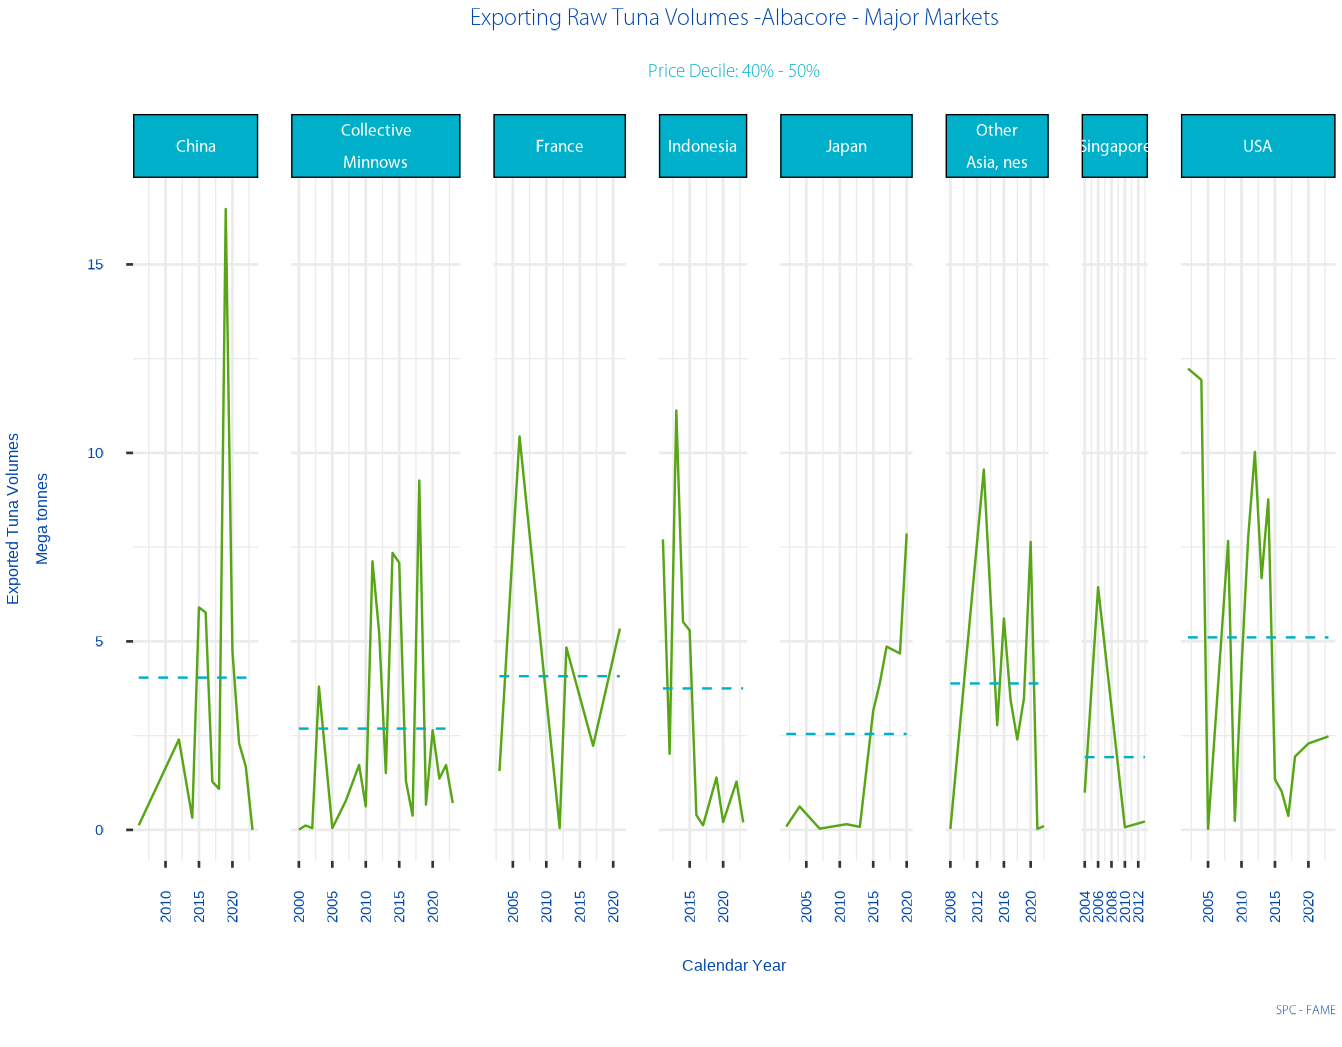 Exporting Raw Tuna Volumes -Albacore - Major Markets
Price Decile: 40% - 50%
China
Collective
Minnows
France
Indonesia
Japan
Other
Asia, nes
Singapore
USA
Exported Tuna Volumes
Mega tonnes
15
10
5
0
2010 2015 2020
2000 2005 2010 2015 2020
2005 2010 2015 2020
2015 2020
2005 2010 2015 2020
2008 2012 2016 2020
2004 2006 2008 2010 2012
2005 2010 2015 2020
Calendar Year
SPC - FAME